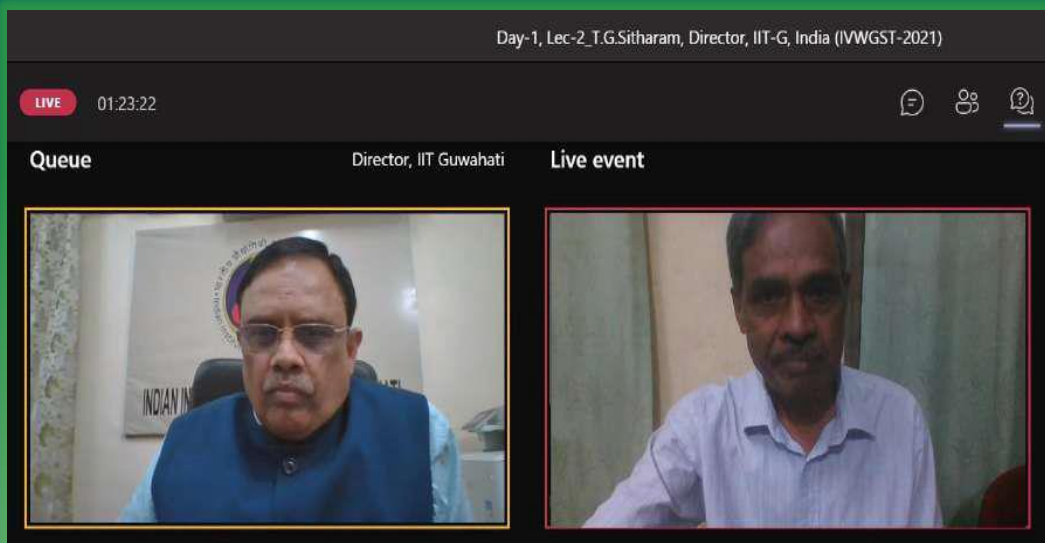 Day-1, Lec-2_T.G.Sitharam, Director, IIT-G, India (IVWGST-2021)
LIVE 01:23:22
Queue Director, IIT Guwahati Live event
INDIAN IN